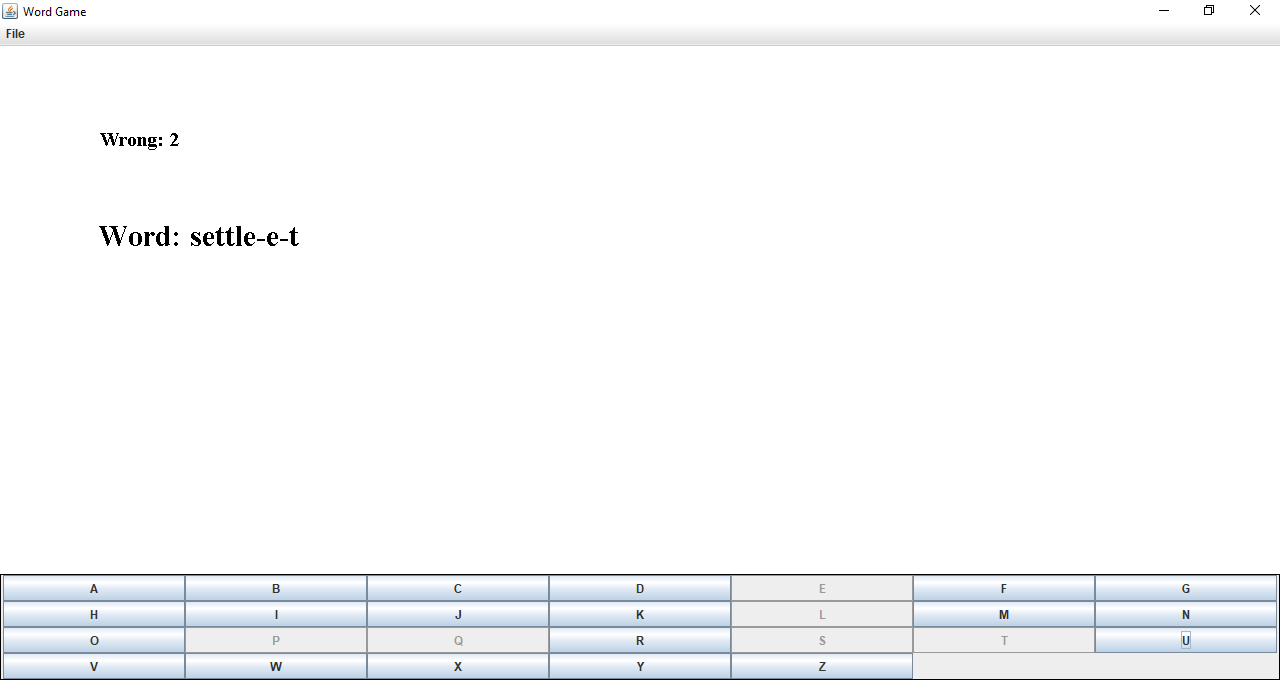 Word Game
File
Wrong: 2
Word: settle-e-t
A B C D E F G
H I J K L M N
O P Q R S T U
V W X Y Z